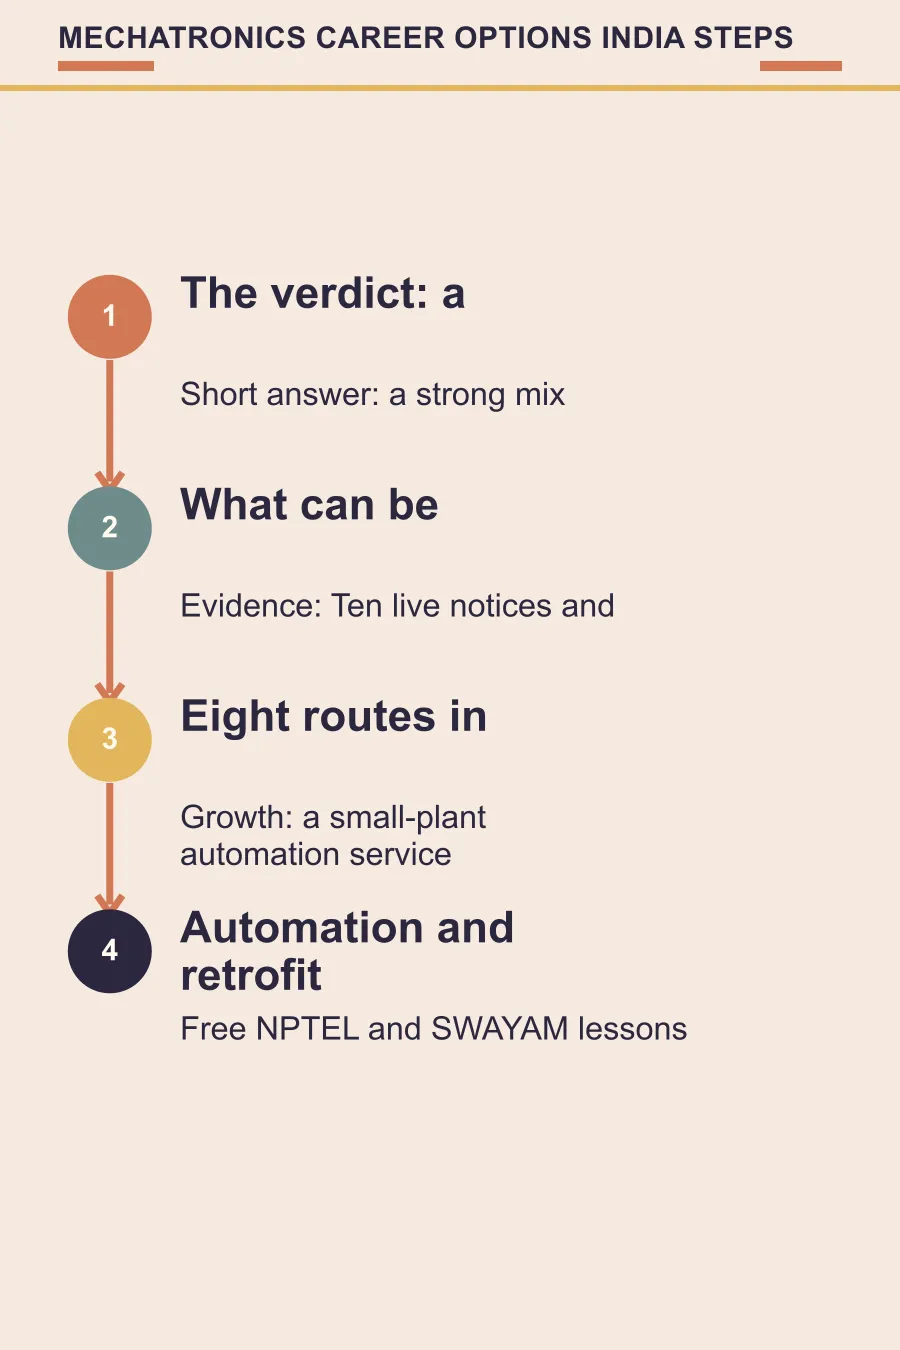 MECHATRONICS CAREER OPTIONS INDIA STEPS
1
The verdict: a
Short answer: a strong mix
2
What can be
Evidence: Ten live notices and
3
Eight routes in
Growth: a small-plant
automation service
4
Automation and
retrofit
Free NPTEL and SWAYAM lessons